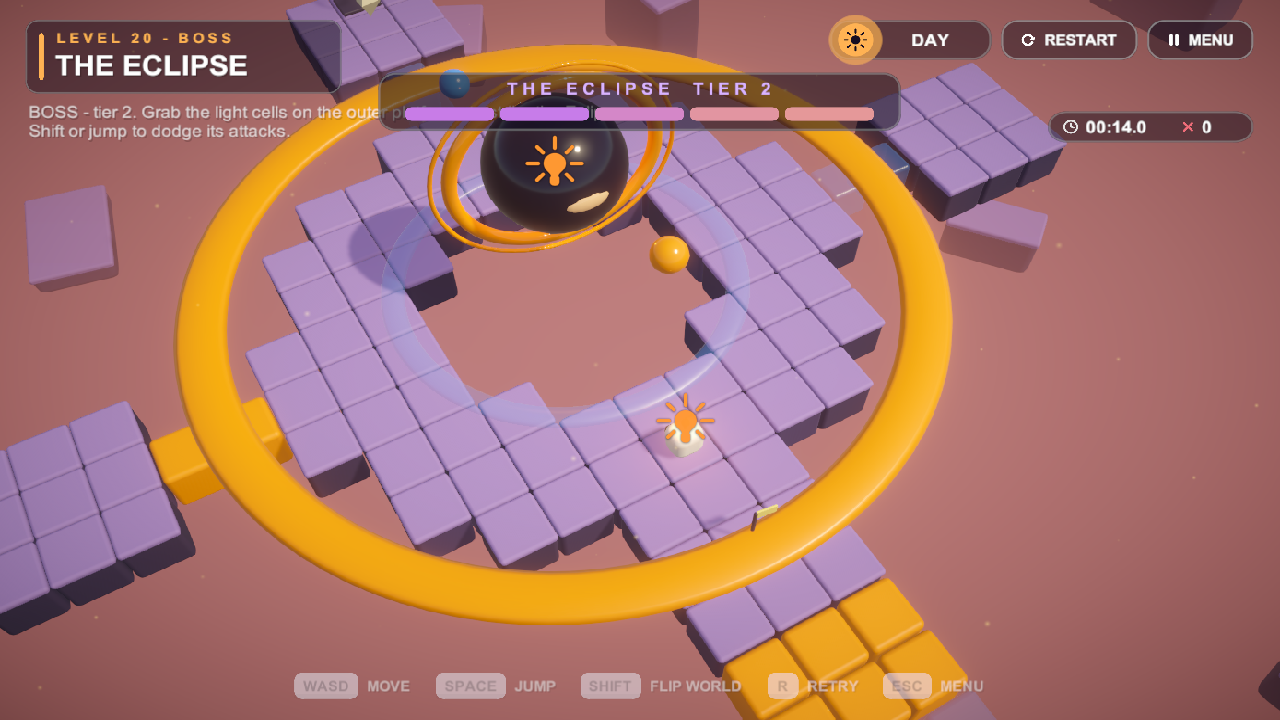 LEVEL 20 - BOSS
THE ECLIPSE
BOSS - tier 2. Grab the light cells on the outer
Shift or jump to dodge its attacks.
THE ECLIPSE TIER 2
DAY
RESTART
MENU
00:14.0
0
WASD MOVE SPACE JUMP SHIFT FLIP WORLD R RETRY ESC MENU